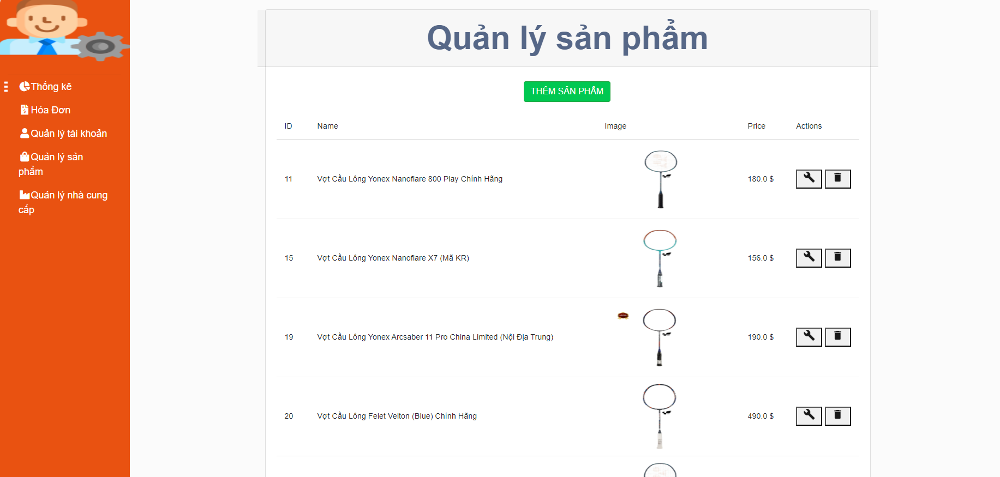 Quản lý sản phẩm
Thống kê
Hóa Đơn
Quản lý tài khoản
Quản lý sản
phẩm
Quản lý nhà cung
cấp
THÊM SẢN PHẨM
ID Name Image Price Actions
11 Vợt Cầu Lông Yonex Nanoflare 800 Play Chính Hãng 180.0 $
15 Vợt Cầu Lông Yonex Nanoflare X7 (Mã KR) 156.0 $
19 Vợt Cầu Lông Yonex Arcsaber 11 Pro China Limited (Nội Địa Trung) 190.0 $
20 Vợt Cầu Lông Felet Velton (Blue) Chính Hãng 490.0 $